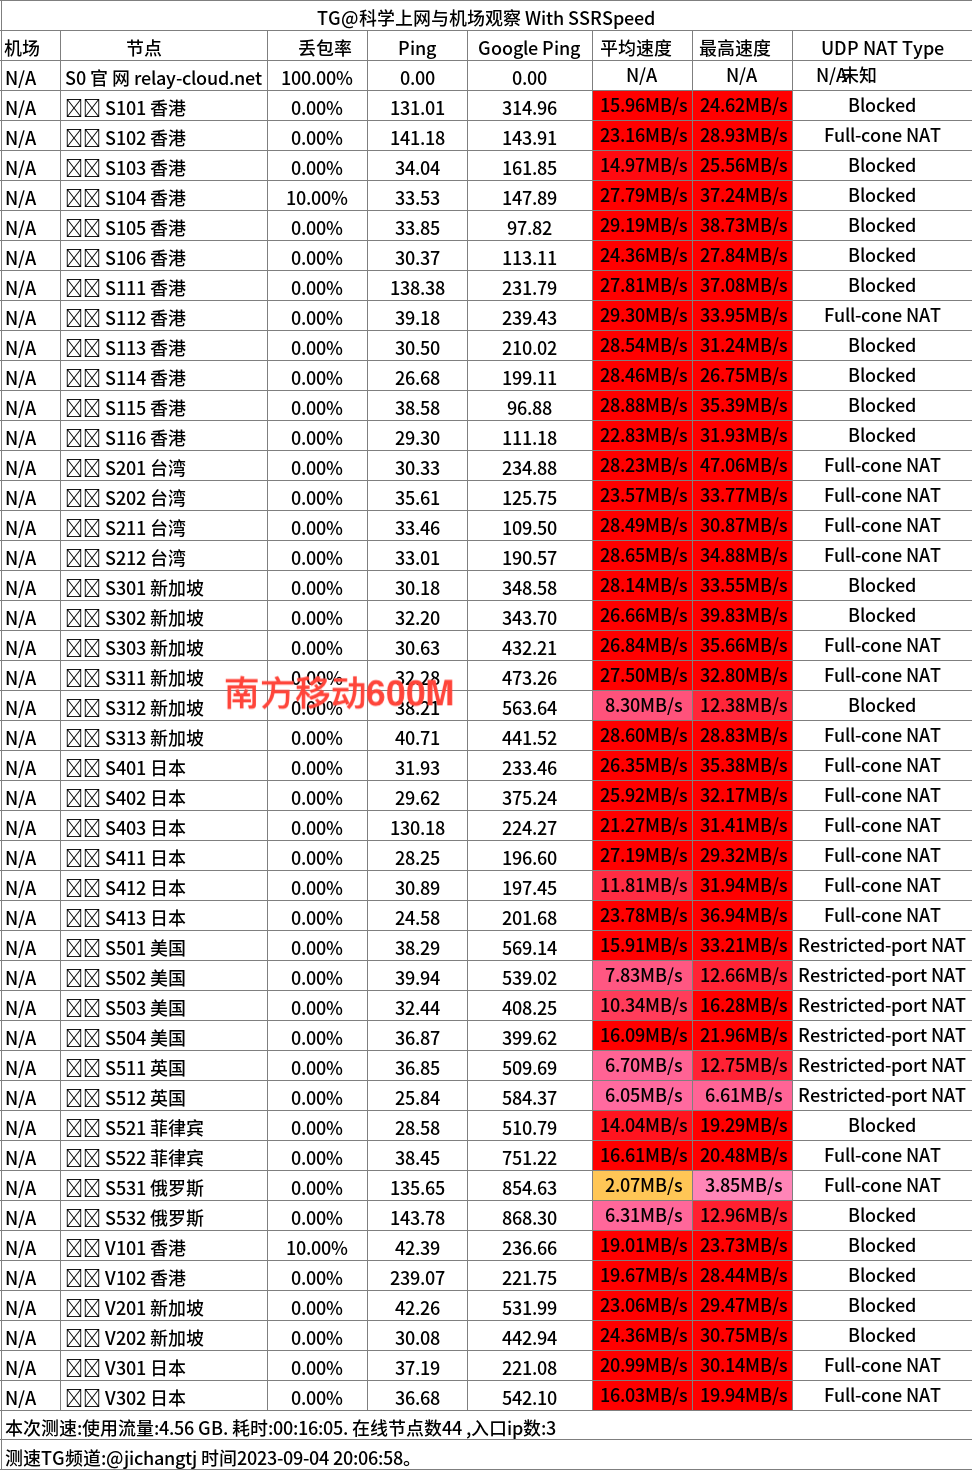 TG@科学上网与机场观察 With SSRSpeed
机场 节点 丢包率 Ping Google Ping 平均速度 最高速度 UDP NAT Type
N/A S0 官 网 relay-cloud.net 100.00% 0.00 0.00 N/A N/A N/A未知
N/A S101 香港 0.00% 131.01 314.96 15.96MB/s 24.62MB/s Blocked
N/A S102 香港 0.00% 141.18 143.91 23.16MB/s 28.93MB/s Full-cone NAT
N/A S103 香港 0.00% 34.04 161.85 14.97MB/s 25.56MB/s Blocked
N/A S104 香港 10.00% 33.53 147.89 27.79MB/s 37.24MB/s Blocked
N/A S105 香港 0.00% 33.85 97.82 29.19MB/s 38.73MB/s Blocked
N/A S106 香港 0.00% 30.37 113.11 24.36MB/s 27.84MB/s Blocked
N/A S111 香港 0.00% 138.38 231.79 27.81MB/s 37.08MB/s Blocked
N/A S112 香港 0.00% 39.18 239.43 29.30MB/s 33.95MB/s Full-cone NAT
N/A S113 香港 0.00% 30.50 210.02 28.54MB/s 31.24MB/s Blocked
N/A S114 香港 0.00% 26.68 199.11 28.46MB/s 26.75MB/s Blocked
N/A S115 香港 0.00% 38.58 96.88 28.88MB/s 35.39MB/s Blocked
N/A S116 香港 0.00% 29.30 111.18 22.83MB/s 31.93MB/s Blocked
N/A S201 台湾 0.00% 30.33 234.88 28.23MB/s 47.06MB/s Full-cone NAT
N/A S202 台湾 0.00% 35.61 125.75 23.57MB/s 33.77MB/s Full-cone NAT
N/A S211 台湾 0.00% 33.46 109.50 28.49MB/s 30.87MB/s Full-cone NAT
N/A S212 台湾 0.00% 33.01 190.57 28.65MB/s 34.88MB/s Full-cone NAT
N/A S301 新加坡 0.00% 30.18 348.58 28.14MB/s 33.55MB/s Blocked
N/A S302 新加坡 0.00% 32.20 343.70 26.66MB/s 39.83MB/s Blocked
N/A S303 新加坡 0.00% 30.63 432.21 26.84MB/s 35.66MB/s Full-cone NAT
N/A S311 新加坡 0.00% 32.28 473.26 27.50MB/s 32.80MB/s Full-cone NAT
南方移动600M
N/A S312 新加坡 0.00% 38.21 563.64 8.30MB/s 12.38MB/s Blocked
N/A S313 新加坡 0.00% 40.71 441.52 28.60MB/s 28.83MB/s Full-cone NAT
N/A S401 日本 0.00% 31.93 233.46 26.35MB/s 35.38MB/s Full-cone NAT
N/A S402 日本 0.00% 29.62 375.24 25.92MB/s 32.17MB/s Full-cone NAT
N/A S403 日本 0.00% 130.18 224.27 21.27MB/s 31.41MB/s Full-cone NAT
N/A S411 日本 0.00% 28.25 196.60 27.19MB/s 29.32MB/s Full-cone NAT
N/A S412 日本 0.00% 30.89 197.45 11.81MB/s 31.94MB/s Full-cone NAT
N/A S413 日本 0.00% 24.58 201.68 23.78MB/s 36.94MB/s Full-cone NAT
N/A S501 美国 0.00% 38.29 569.14 15.91MB/s 33.21MB/s Restricted-port NAT
N/A S502 美国 0.00% 39.94 539.02 7.83MB/s 12.66MB/s Restricted-port NAT
N/A S503 美国 0.00% 32.44 408.25 10.34MB/s 16.28MB/s Restricted-port NAT
N/A S504 美国 0.00% 36.87 399.62 16.09MB/s 21.96MB/s Restricted-port NAT
N/A S511 英国 0.00% 36.85 509.69 6.70MB/s 12.75MB/s Restricted-port NAT
N/A S512 英国 0.00% 25.84 584.37 6.05MB/s 6.61MB/s Restricted-port NAT
N/A S521 菲律宾 0.00% 28.58 510.79 14.04MB/s 19.29MB/s Blocked
N/A S522 菲律宾 0.00% 38.45 751.22 16.61MB/s 20.48MB/s Full-cone NAT
N/A S531 俄罗斯 0.00% 135.65 854.63 2.07MB/s 3.85MB/s Full-cone NAT
N/A S532 俄罗斯 0.00% 143.78 868.30 6.31MB/s 12.96MB/s Blocked
N/A V101 香港 10.00% 42.39 236.66 19.01MB/s 23.73MB/s Blocked
N/A V102 香港 0.00% 239.07 221.75 19.67MB/s 28.44MB/s Blocked
N/A V201 新加坡 0.00% 42.26 531.99 23.06MB/s 29.47MB/s Blocked
N/A V202 新加坡 0.00% 30.08 442.94 24.36MB/s 30.75MB/s Blocked
N/A V301 日本 0.00% 37.19 221.08 20.99MB/s 30.14MB/s Full-cone NAT
N/A V302 日本 0.00% 36.68 542.10 16.03MB/s 19.94MB/s Full-cone NAT
本次测速:使用流量:4.56 GB. 耗时:00:16:05. 在线节点数44 ,入口ip数:3
测速TG频道:@jichangtj 时间2023-09-04 20:06:58。